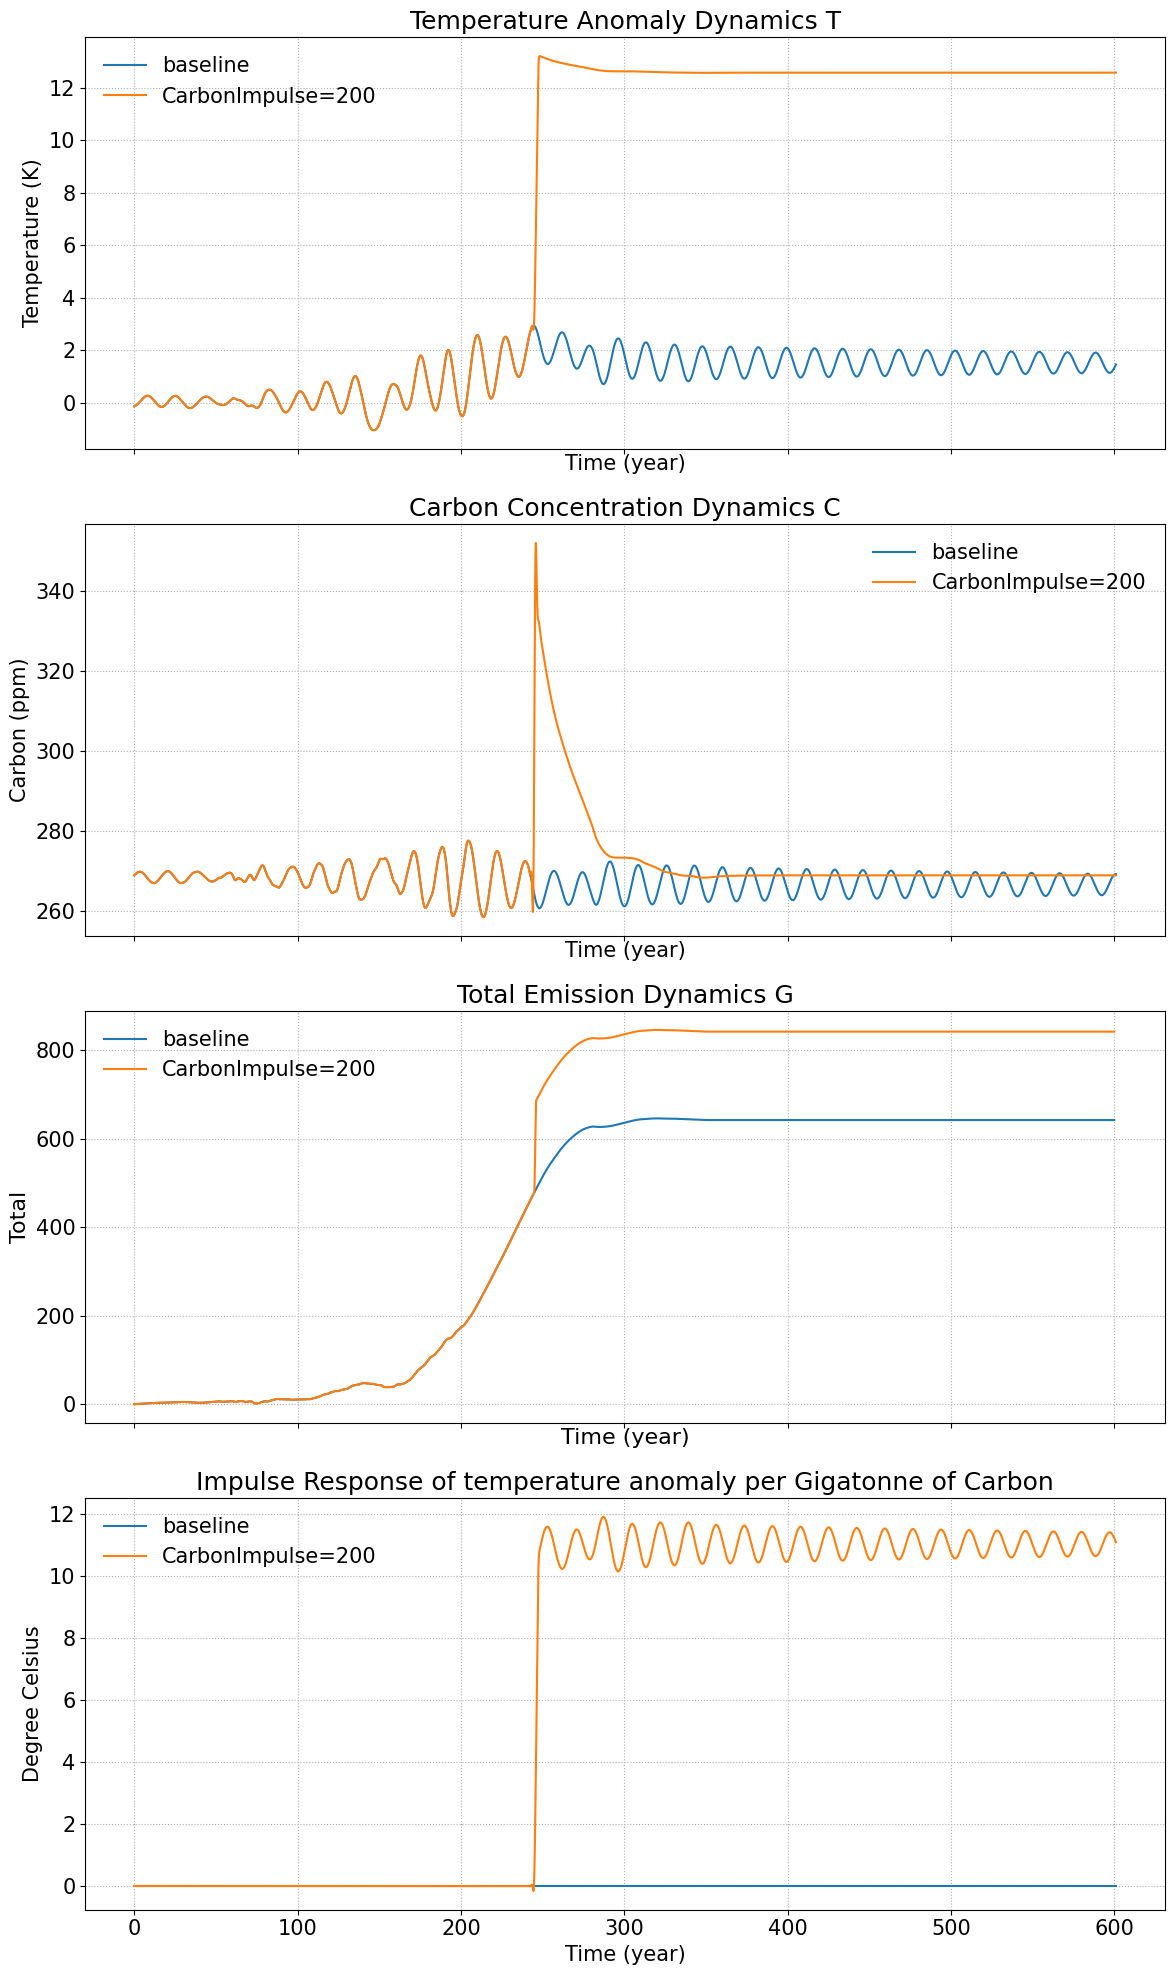 Temperature Anomaly Dynamics T
baseline
CarbonImpulse=200
12
10
8
6
4
2
0
Temperature (K)
Time (year)
Carbon Concentration Dynamics C
baseline
CarbonImpulse=200
340
320
300
280
260
Carbon (ppm)
Time (year)
Total Emission Dynamics G
baseline
CarbonImpulse=200
800
600
400
200
0
Total
Time (year)
Impulse Response of temperature anomaly per Gigatonne of Carbon
baseline
CarbonImpulse=200
12
10
8
6
4
2
0
Degree Celsius
0 100 200 300 400 500 600
Time (year)